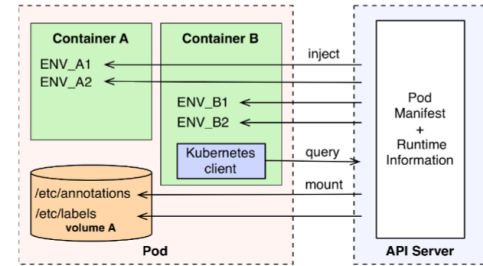 Container A
ENV_A1
ENV_A2
Container B
ENV_B1
ENV_B2
Kubernetes
client
/etc/annotations
/etc/labels
volume A
Pod
inject
query
mount
Pod
Manifest
+
Runtime
Information
API Server